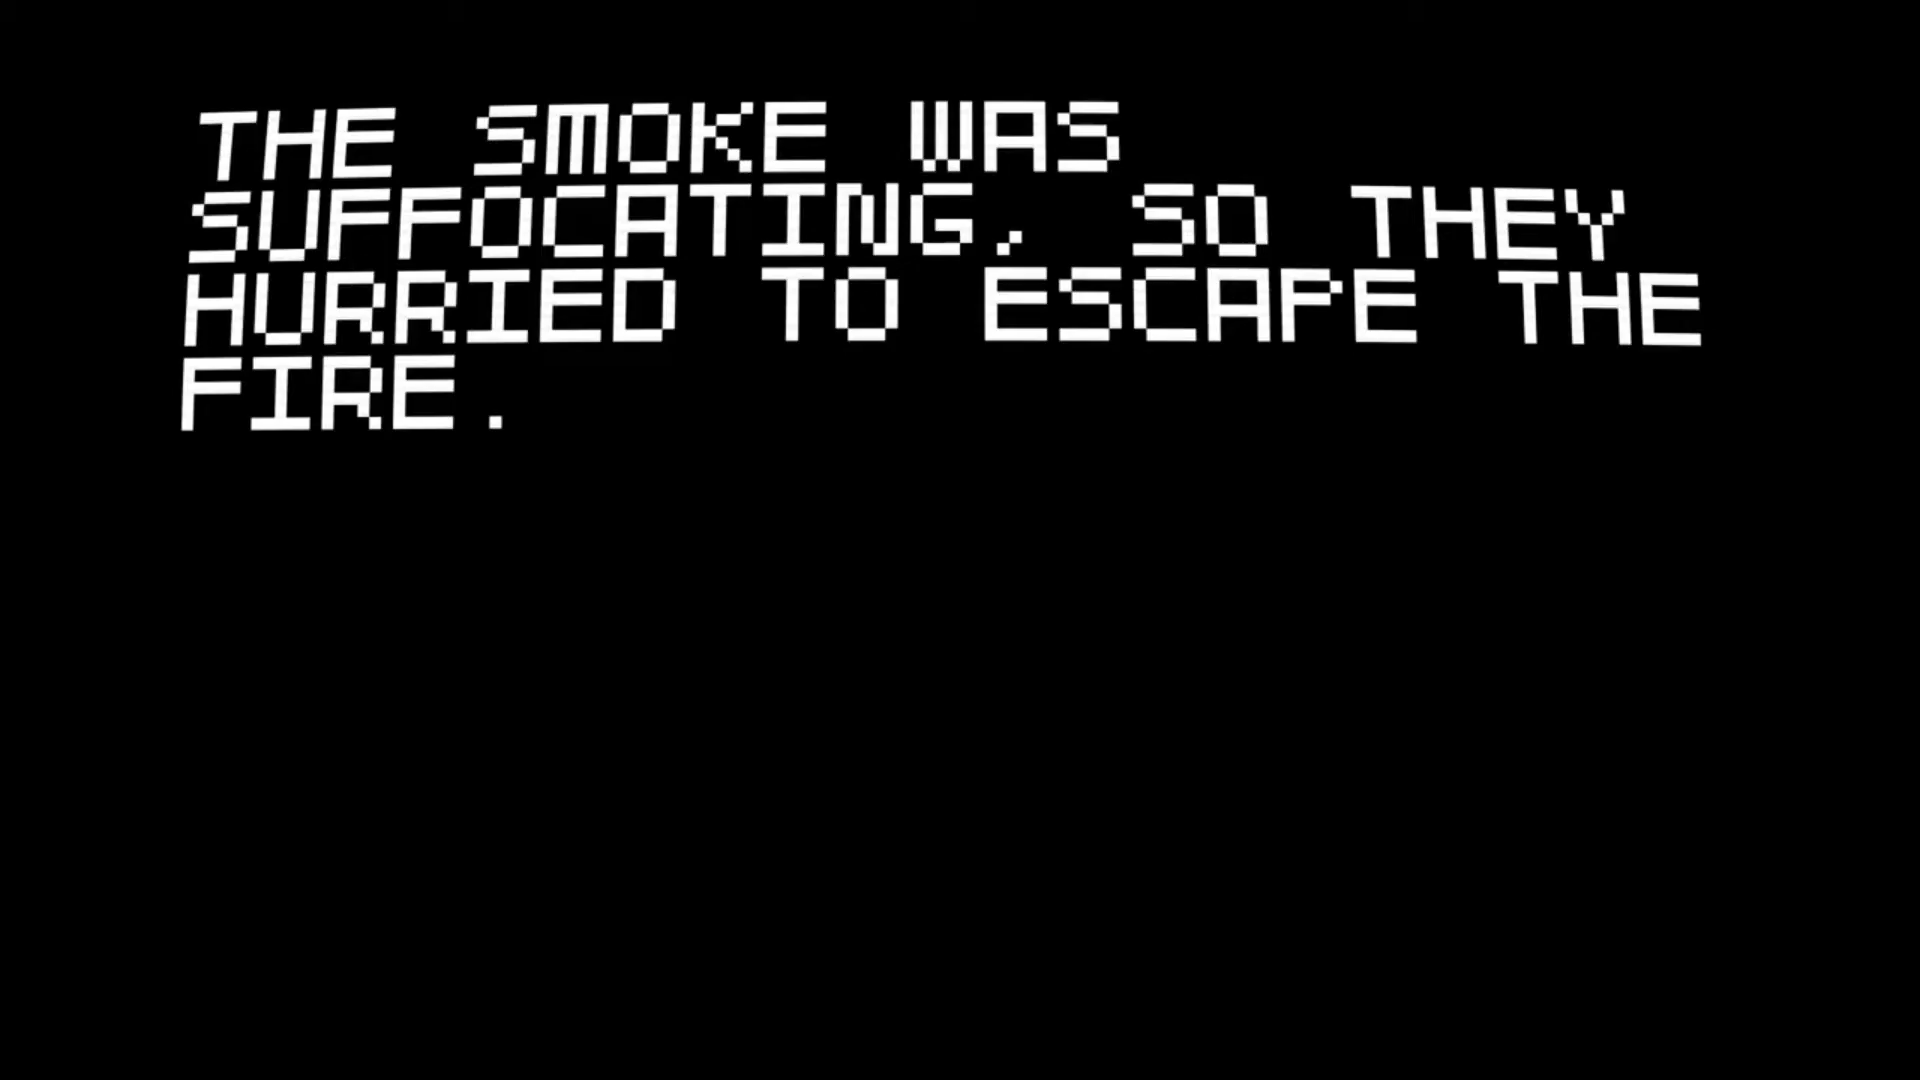 THE SMOKE WAS
SUFFOCATING, SO THEY
HURRIED TO ESCAPE THE
FIRE.